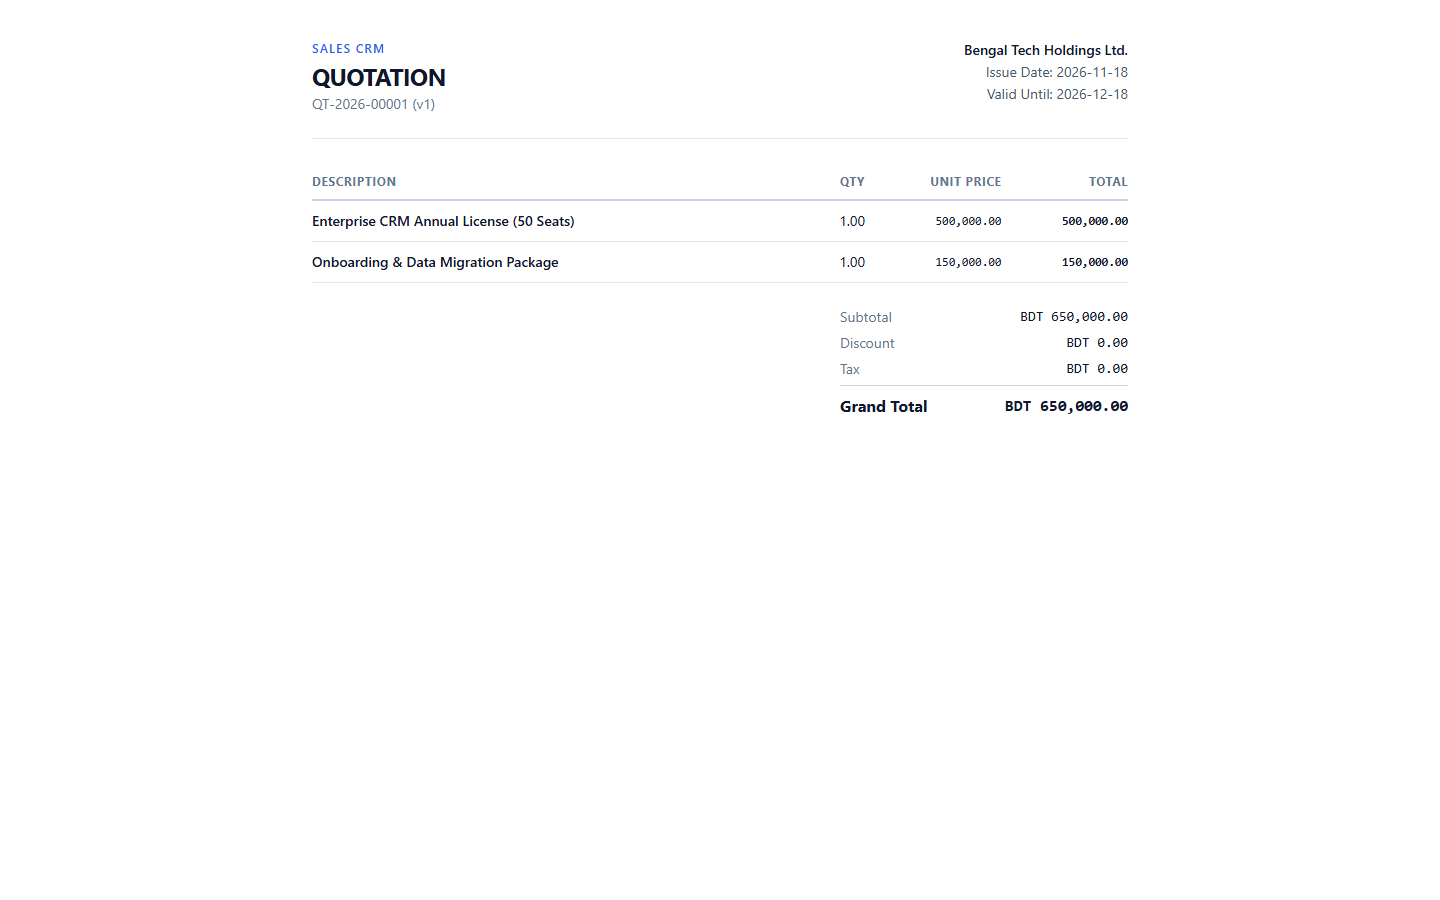 SALES CRM
QUOTATION
QT-2026-00001 (v1)
Bengal Tech Holdings Ltd.
Issue Date: 2026-11-18
Valid Until: 2026-12-18
DESCRIPTION QTY UNIT PRICE TOTAL
Enterprise CRM Annual License (50 Seats) 1.00 500,000.00 500,000.00
Onboarding & Data Migration Package 1.00 150,000.00 150,000.00
Subtotal BDT 650,000.00
Discount BDT 0.00
Tax BDT 0.00
Grand Total BDT 650,000.00